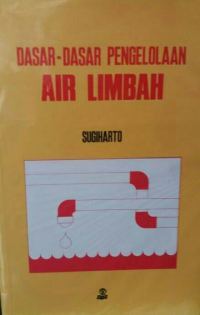 DASAR-DASAR PENGELOLAAN
AIR LIMBAH
SUGIHARTO